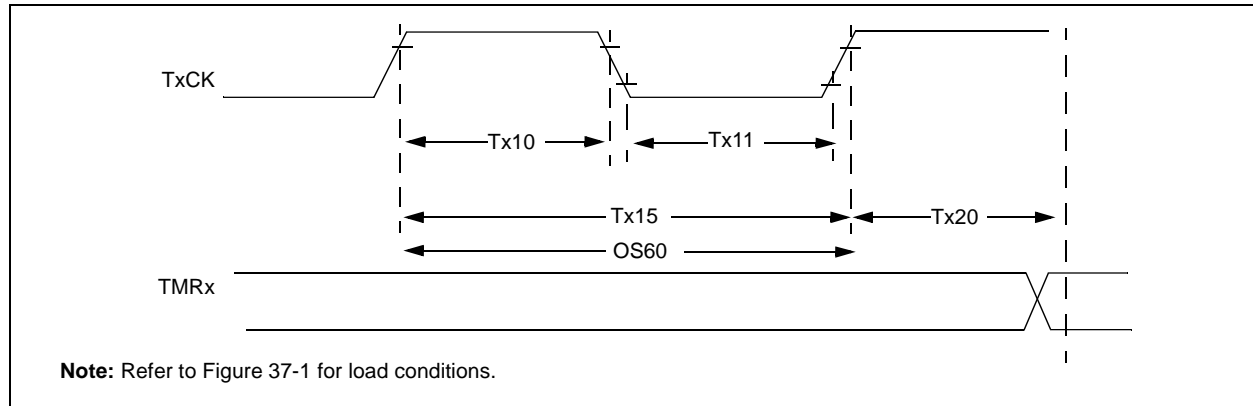 TxCK
Tx10
Tx11
Tx15
Tx20
OS60
TMRx
Note: Refer to Figure 37-1 for load conditions.